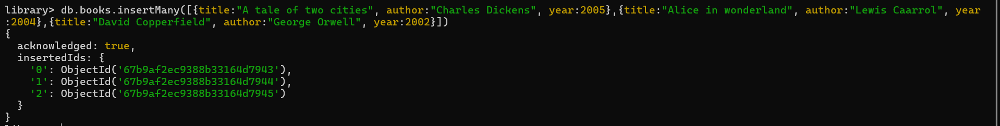 library> db.books.insertMany([{title:"A tale of two cities", author:"Charles Dickens", year:2005},{title:"Alice in wonderland", author:"Lewis Caarrol", year
:2004},{title:"David Copperfield", author:"George Orwell", year:2002}])
{
  acknowledged: true,
  insertedIds: {
    '0': ObjectId('67b9af2ec9388b33164d7943'),
    '1': ObjectId('67b9af2ec9388b33164d7944'),
    '2': ObjectId('67b9af2ec9388b33164d7945')
  }
}